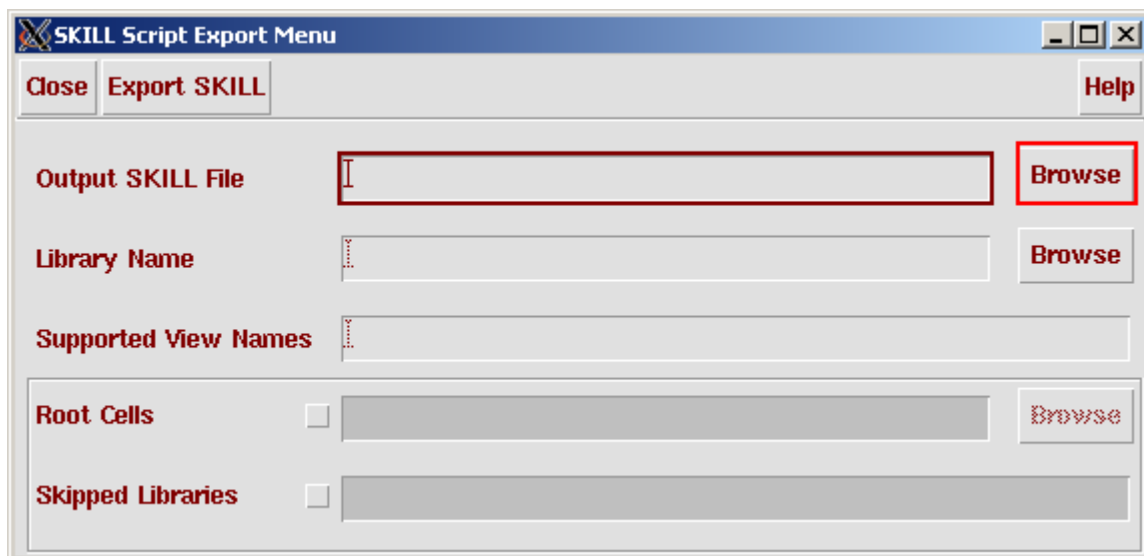 SKILL Script Export Menu
Close Export SKILL Help
Output SKILL File Browse
Library Name Browse
Supported View Names
Root Cells Browse
Skipped Libraries